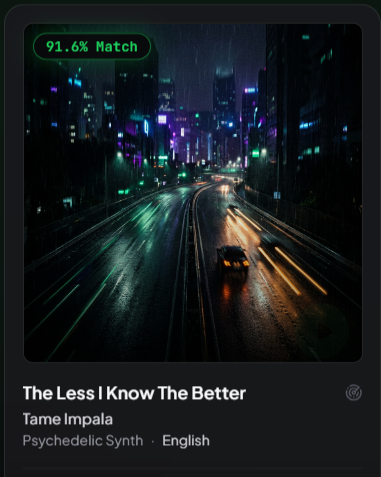 91.6% Match
The Less I Know The Better
Tame Impala
Psychedelic Synth · English